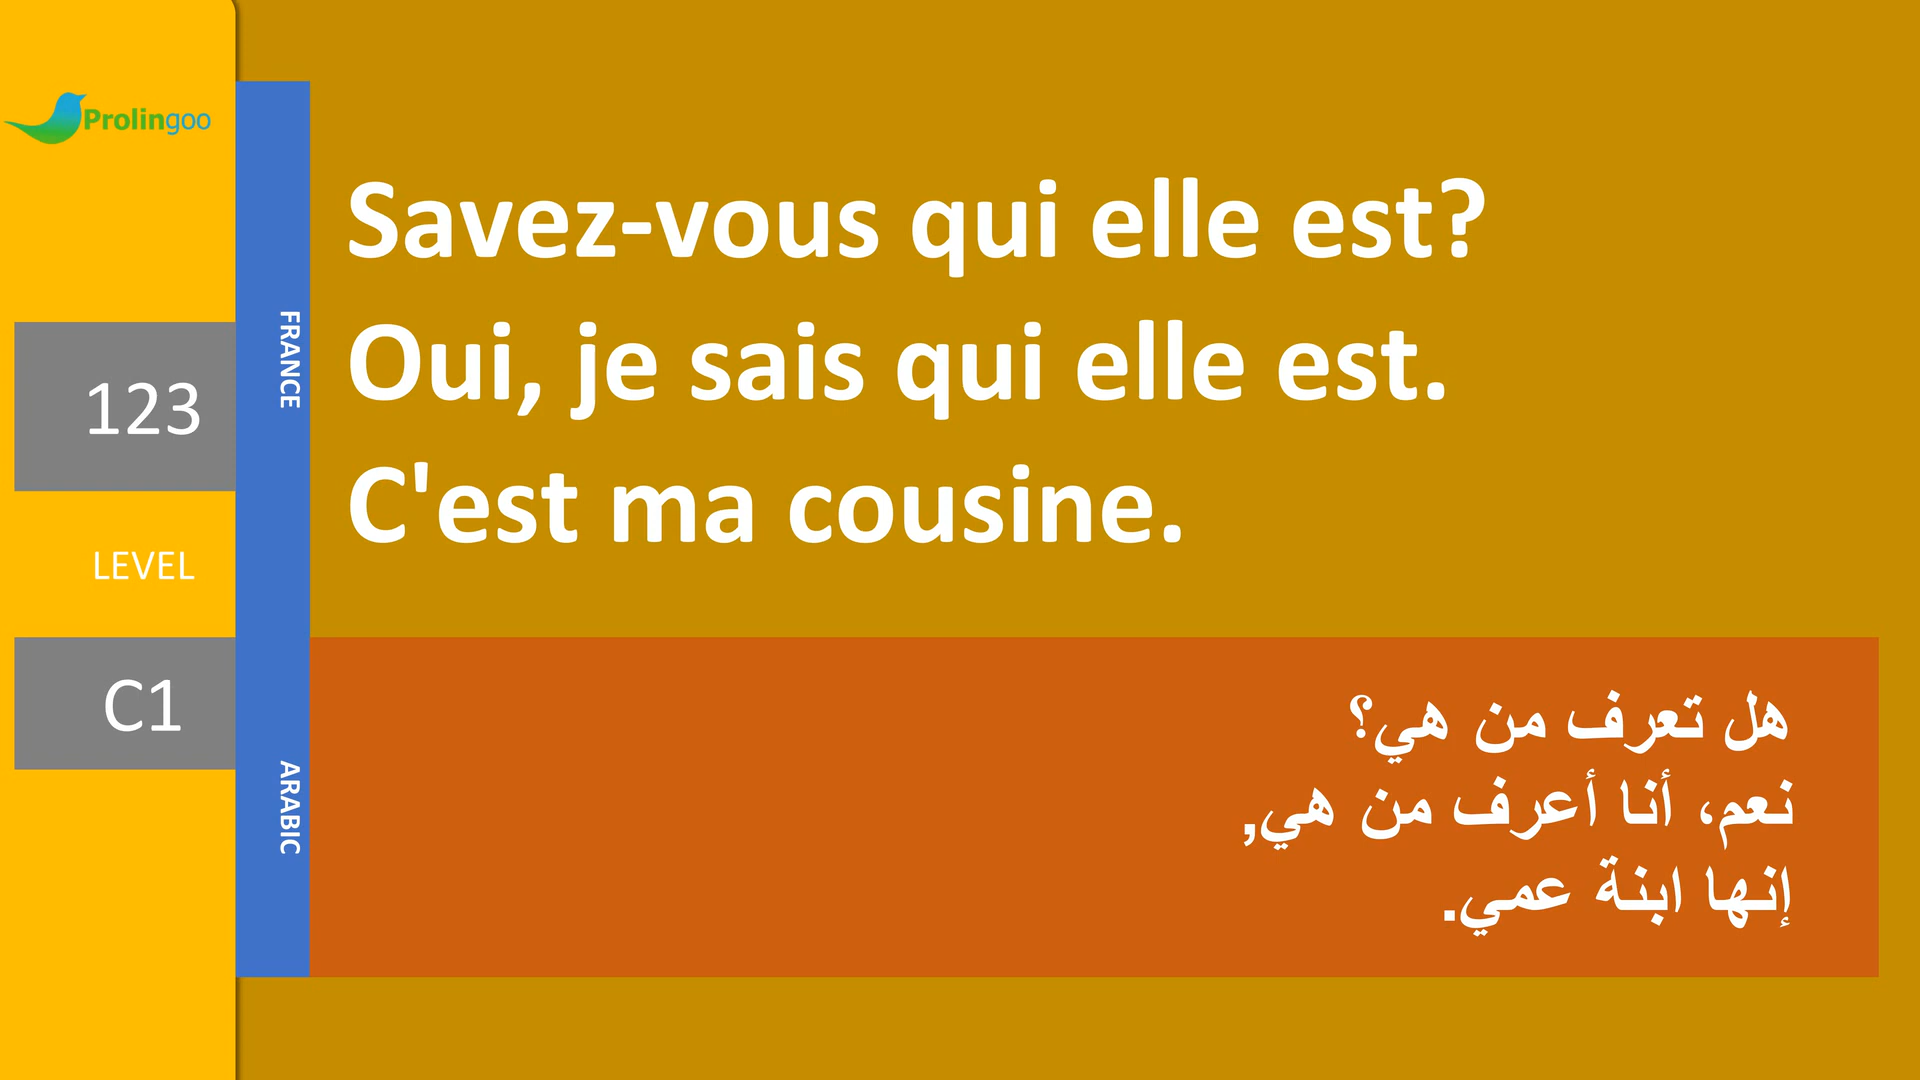 Prolingoo
123
LEVEL
C1
FRANCE
ARABIC
Savez-vous qui elle est?
Oui, je sais qui elle est.
C'est ma cousine.
هل تعرف من هي؟
نعم، أنا أعرف من هي,
إنها ابنة عمي.